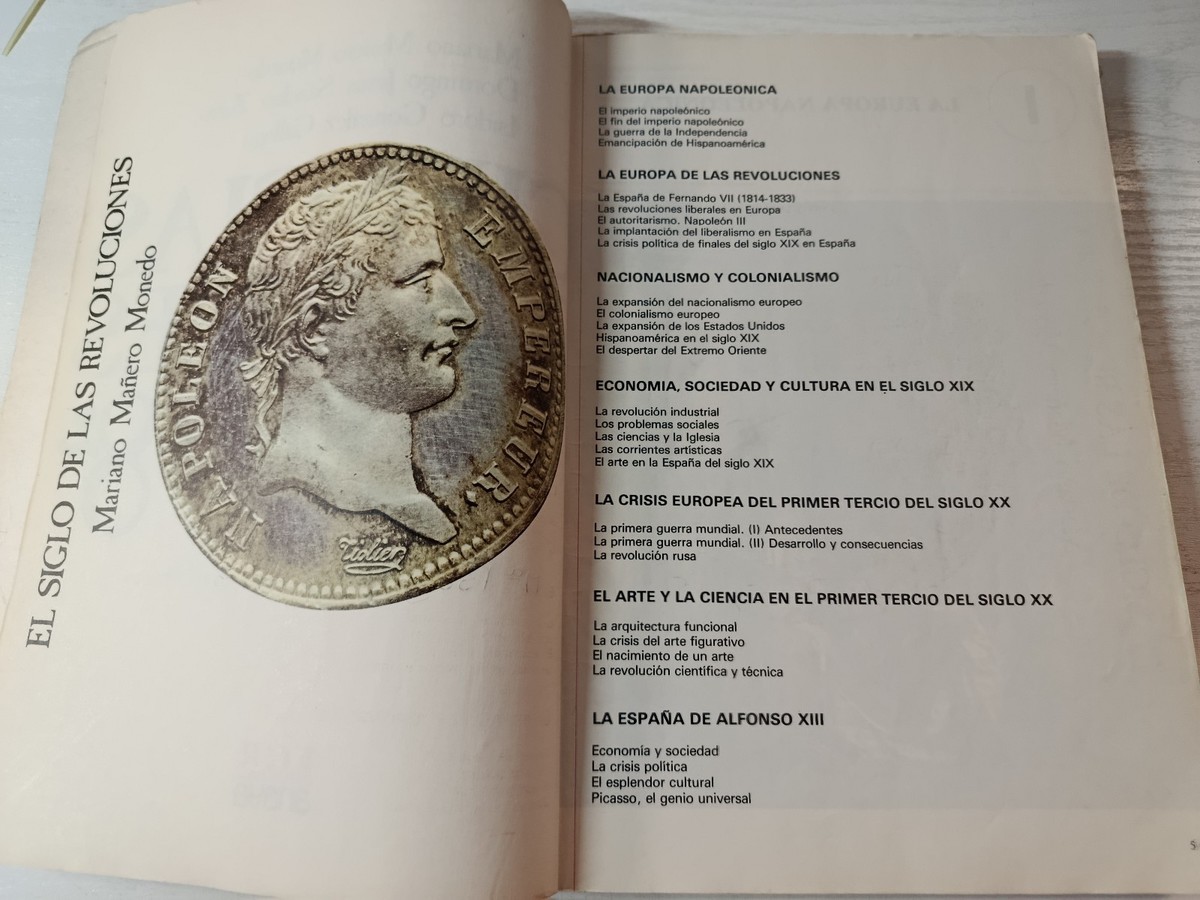 EL SIGLO DE LAS REVOLUCIONES
Mariano Mañero Monedo
NAPOLEON
EMPEREUR.
Tiolier
LA EUROPA NAPOLEONICA
El imperio napoleónico
El fin del imperio napoleónico
La guerra de la Independencia
Emancipación de Hispanoamérica
LA EUROPA DE LAS REVOLUCIONES
La España de Fernando VII (1814-1833)
Las revoluciones liberales en Europa
El autoritarismo. Napoleón III
La implantación del liberalismo en España
La crisis política de finales del siglo XIX en España
NACIONALISMO Y COLONIALISMO
La expansión del nacionalismo europeo
El colonialismo europeo
La expansión de los Estados Unidos
Hispanoamérica en el siglo XIX
El despertar del Extremo Oriente
ECONOMIA, SOCIEDAD Y CULTURA EN EL SIGLO XIX
La revolución industrial
Los problemas sociales
Las ciencias y la Iglesia
Las corrientes artísticas
El arte en la España del siglo XIX
LA CRISIS EUROPEA DEL PRIMER TERCIO DEL SIGLO XX
La primera guerra mundial. (I) Antecedentes
La primera guerra mundial. (II) Desarrollo y consecuencias
La revolución rusa
EL ARTE Y LA CIENCIA EN EL PRIMER TERCIO DEL SIGLO XX
La arquitectura funcional
La crisis del arte figurativo
El nacimiento de un arte
La revolución científica y técnica
LA ESPAÑA DE ALFONSO XIII
Economía y sociedad
La crisis política
El esplendor cultural
Picasso, el genio universal
5